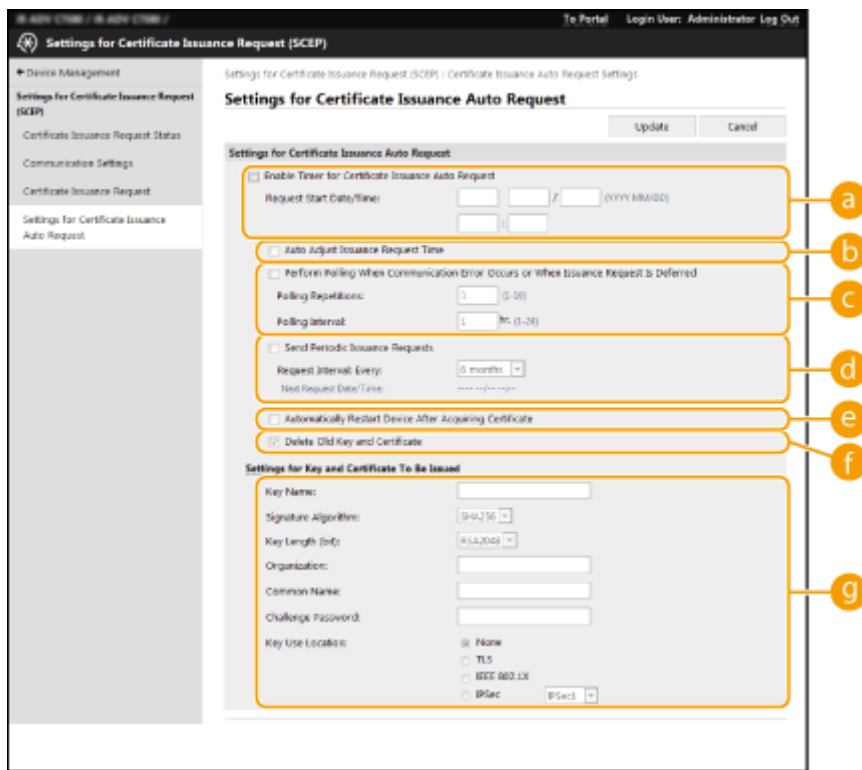 To Portal Login User: Administrator Log Out
Settings for Certificate Issuance Request (SCEP)
Device Management
Settings for Certificate Issuance Request (SCEP)
Certificate Issuance Request Status
Communication Settings
Certificate Issuance Request
Settings for Certificate Issuance Auto Request
Settings for Certificate Issuance Request (SCEP) : Certificate Issuance Auto Request Settings
Settings for Certificate Issuance Auto Request
Update Cancel
Settings for Certificate Issuance Auto Request
Enable Timer for Certificate Issuance Auto Request
Request Start Date/Time: / (YYYY MM/DD)
:
a
Auto Adjust Issuance Request Time
b
Perform Polling When Communication Error Occurs or When Issuance Request Is Deferred
Polling Repetitions: (1-10)
Polling Interval: 1 hr. (1-24)
c
Send Periodic Issuance Requests
Request Interval: Every: 6 months
Next Request Date/Time:
d
Automatically Restart Device After Acquiring Certificate
e
Delete Old Key and Certificate
f
Settings for Key and Certificate To Be Issued
Key Name:
Signature Algorithm: SHA256
Key Length (bit): RSA2048
Organization:
Common Name:
Challenge Password:
Key Use Location: None
TLS
IEEE 802.1X
IPSec IPSec1
g